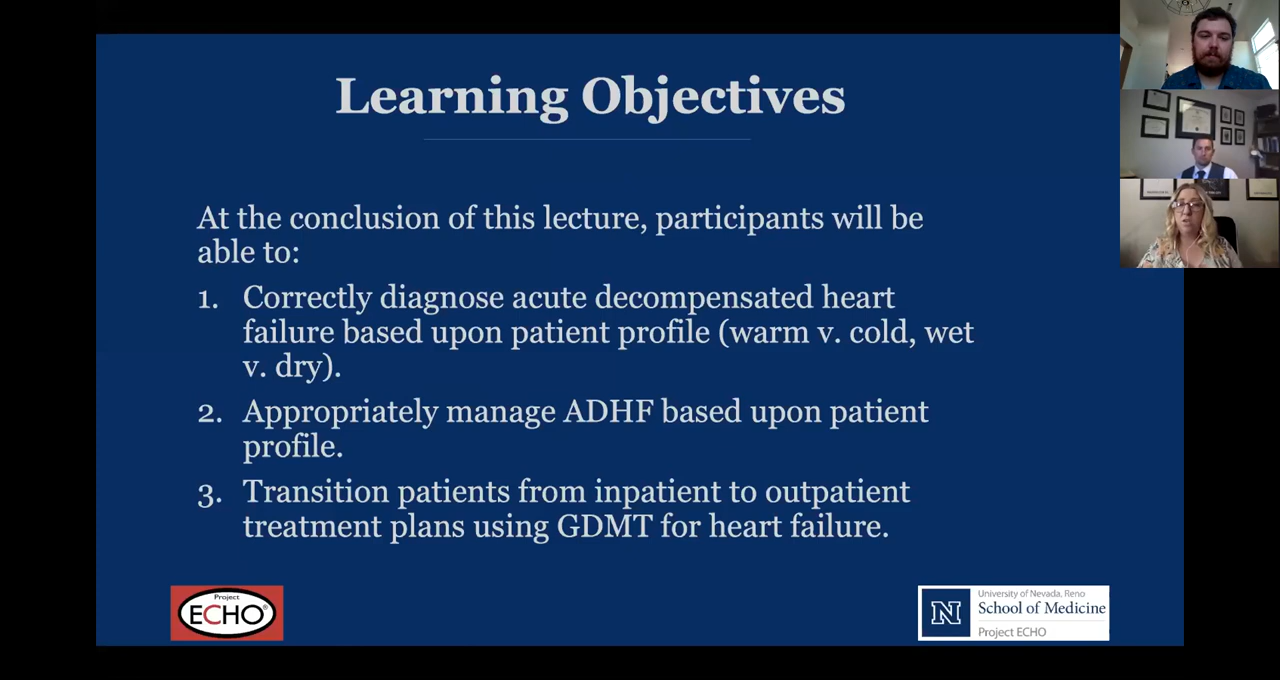 Learning Objectives
At the conclusion of this lecture, participants will be
able to:
1. Correctly diagnose acute decompensated heart
failure based upon patient profile (warm v. cold, wet
v. dry).
2. Appropriately manage ADHF based upon patient
profile.
3. Transition patients from inpatient to outpatient
treatment plans using GDMT for heart failure.
Project
ECHO®
N
University of Nevada, Reno
School of Medicine
Project ECHO